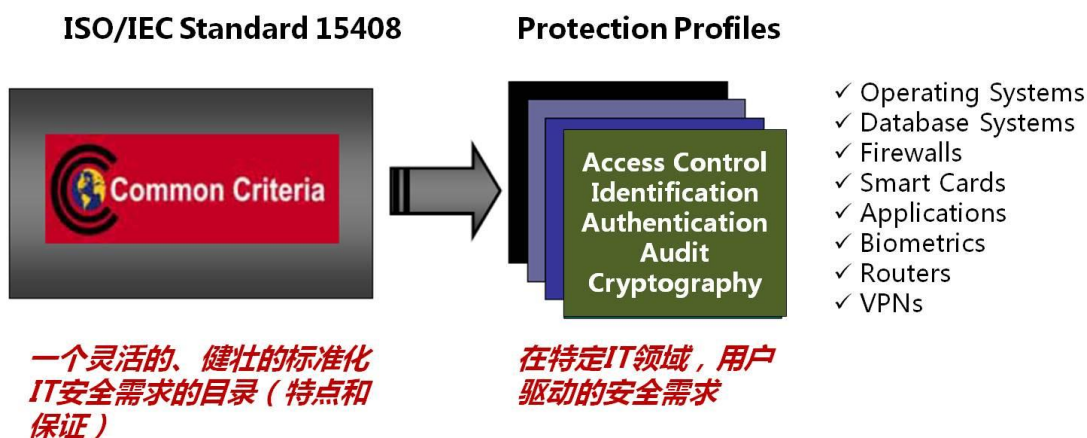 ISO/IEC Standard 15408
Protection Profiles
Common Criteria
Access Control
Identification
Authentication
Audit
Cryptography
✓ Operating Systems
✓ Database Systems
✓ Firewalls
✓ Smart Cards
✓ Applications
✓ Biometrics
✓ Routers
✓ VPNs
一个灵活的、健壮的标准化
IT安全需求的目录（特点和
保证）
在特定IT领域，用户
驱动的安全需求